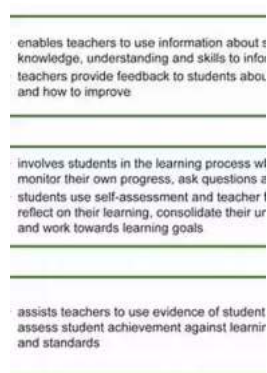 enables teachers to use information about s
knowledge, understanding and skills to infor
teachers provide feedback to students abou
and how to improve
involves students in the learning process wh
monitor their own progress, ask questions a
students use self-assessment and teacher f
reflect on their learning, consolidate their un
and work towards learning goals
assists teachers to use evidence of student
assess student achievement against learnin
and standards